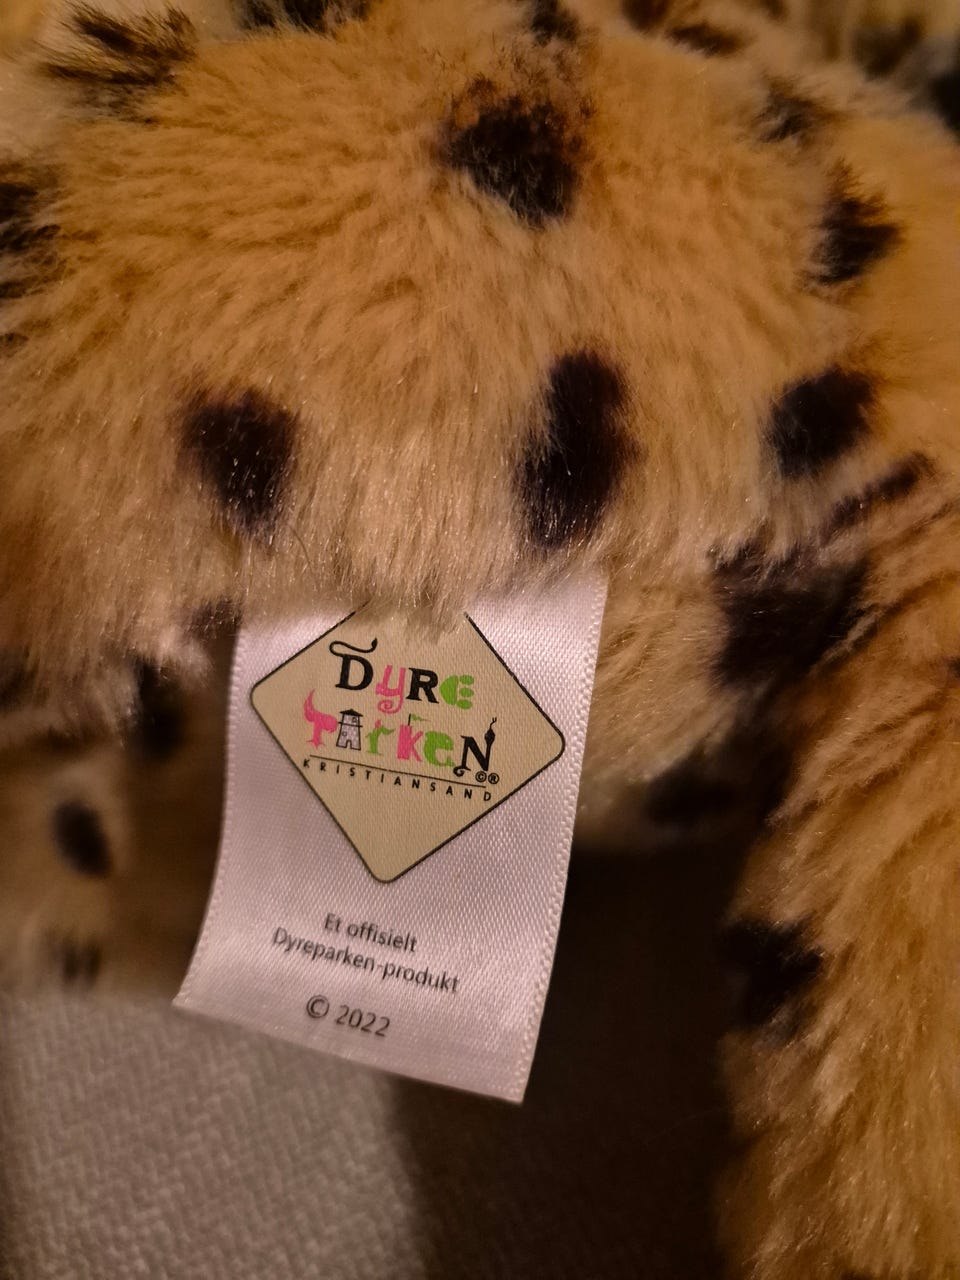 DyRe
PARKeN
©®
KRISTIANSAND
Et offisielt
Dyreparken-produkt
© 2022